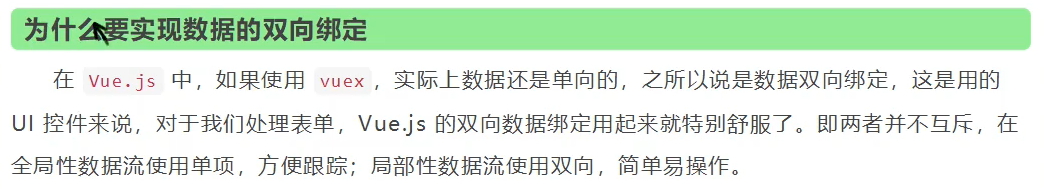 为什么要实现数据的双向绑定
在 Vue.js 中，如果使用 vuex，实际上数据还是单向的，之所以说是数据双向绑定，这是用的
UI 控件来说，对于我们处理表单，Vue.js 的双向数据绑定用起来就特别舒服了。即两者并不互斥，在
全局性数据流使用单项，方便跟踪；局部性数据流使用双向，简单易操作。